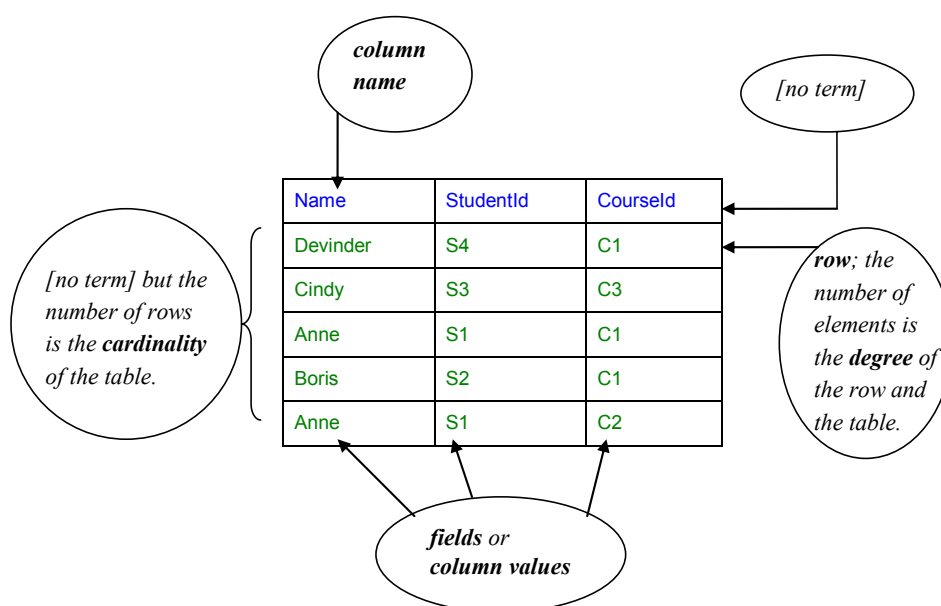 column
name
[no term]
Name StudentId CourseId
Devinder S4 C1
Cindy S3 C3
Anne S1 C1
Boris S2 C1
Anne S1 C2
[no term] but the
number of rows
is the cardinality
of the table.
row; the
number of
elements is
the degree of
the row and
the table.
fields or
column values